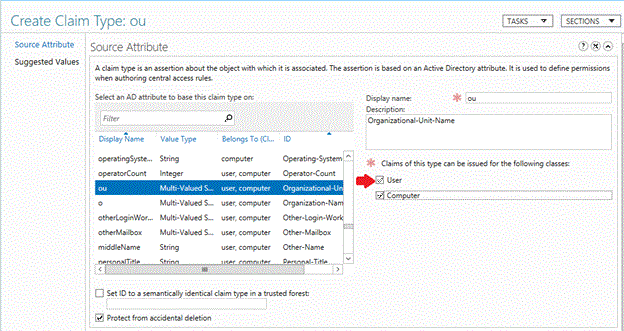 Create Claim Type: ou
TASKS
SECTIONS
Source Attribute
Suggested Values
Source Attribute
A claim type is an assertion about the object with which it is associated. The assertion is based on an Active Directory attribute. It is used to define permissions
when authoring central access rules.
Select an AD attribute to base this claim type on:
Filter
Display Name Value Type Belongs To (Cl... ID
operatingSyste... String computer Operating-System
operatorCount Integer user, computer Operator-Count
ou Multi-Valued S... user, computer Organizational-Un
o Multi-Valued S... user, computer Organization-Nam
otherLoginWor... Multi-Valued S... user, computer Other-Login-Work
otherMailbox Multi-Valued S... user, computer Other-Mailbox
middleName String user, computer Other-Name
personalTitle String user, computer Personal-Title
Set ID to a semantically identical claim type in a trusted forest:
Protect from accidental deletion
Display name: ou
Description:
Organizational-Unit-Name
Claims of this type can be issued for the following classes:
User
Computer